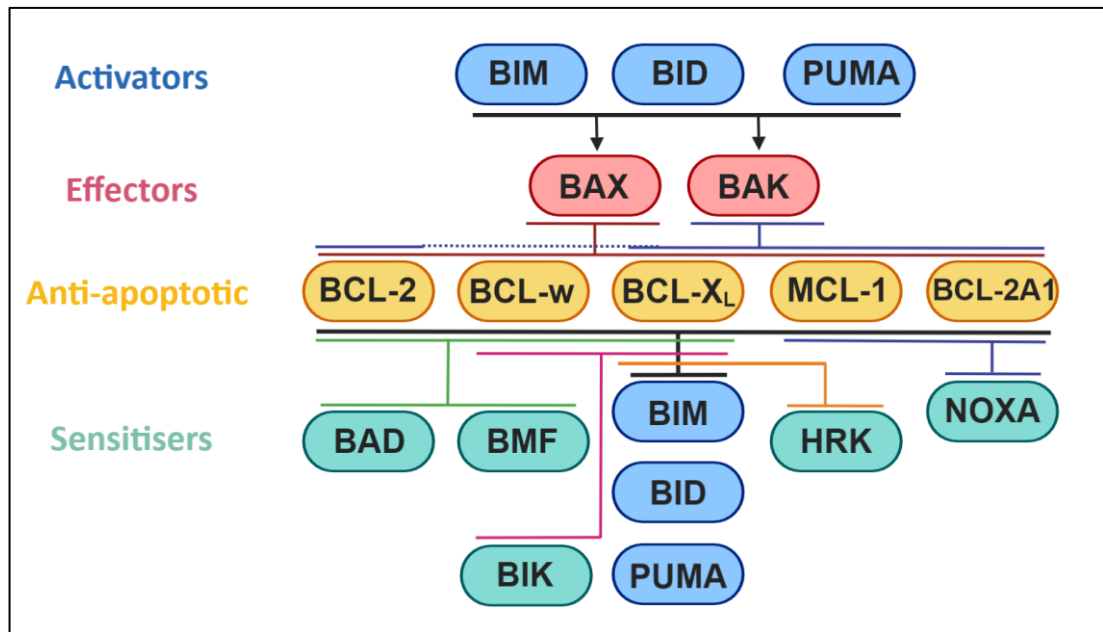 Activators BIM BID PUMA
Effectors BAX BAK
Anti-apoptotic BCL-2 BCL-w BCL-X_L MCL-1 BCL-2A1
BIM NOXA
Sensitisers BAD BMF HRK
BID
BIK PUMA